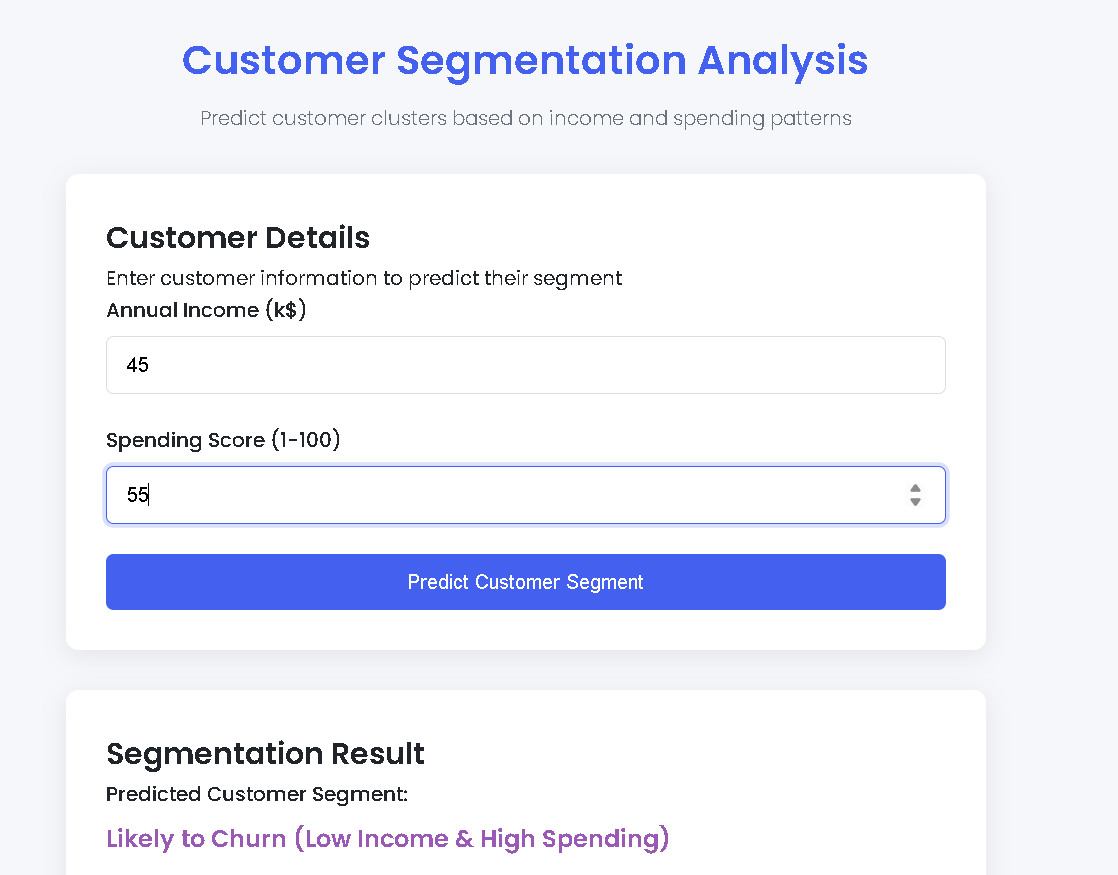 Customer Segmentation Analysis
Predict customer clusters based on income and spending patterns
Customer Details
Enter customer information to predict their segment
Annual Income (k$)
45
Spending Score (1-100)
55
Predict Customer Segment
Segmentation Result
Predicted Customer Segment:
Likely to Churn (Low Income & High Spending)